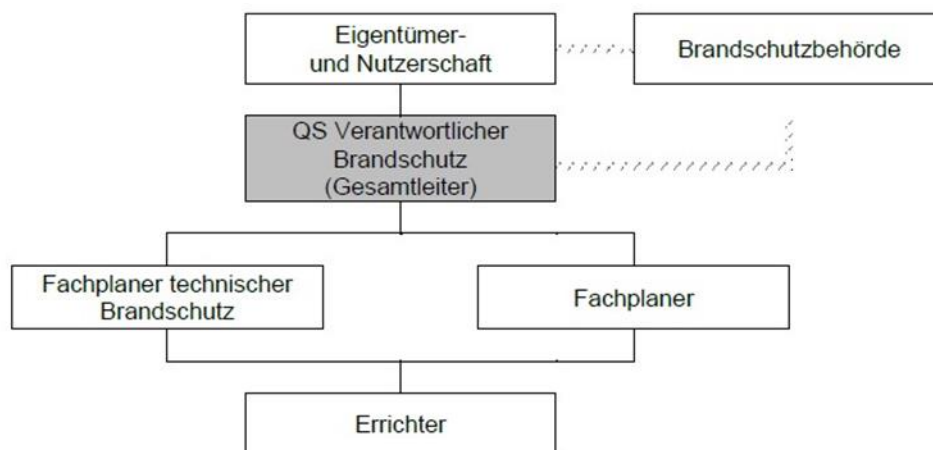 Eigentümer-
und Nutzerschaft
Brandschutzbehörde
QS Verantwortlicher
Brandschutz
(Gesamtleiter)
Fachplaner technischer
Brandschutz
Fachplaner
Errichter